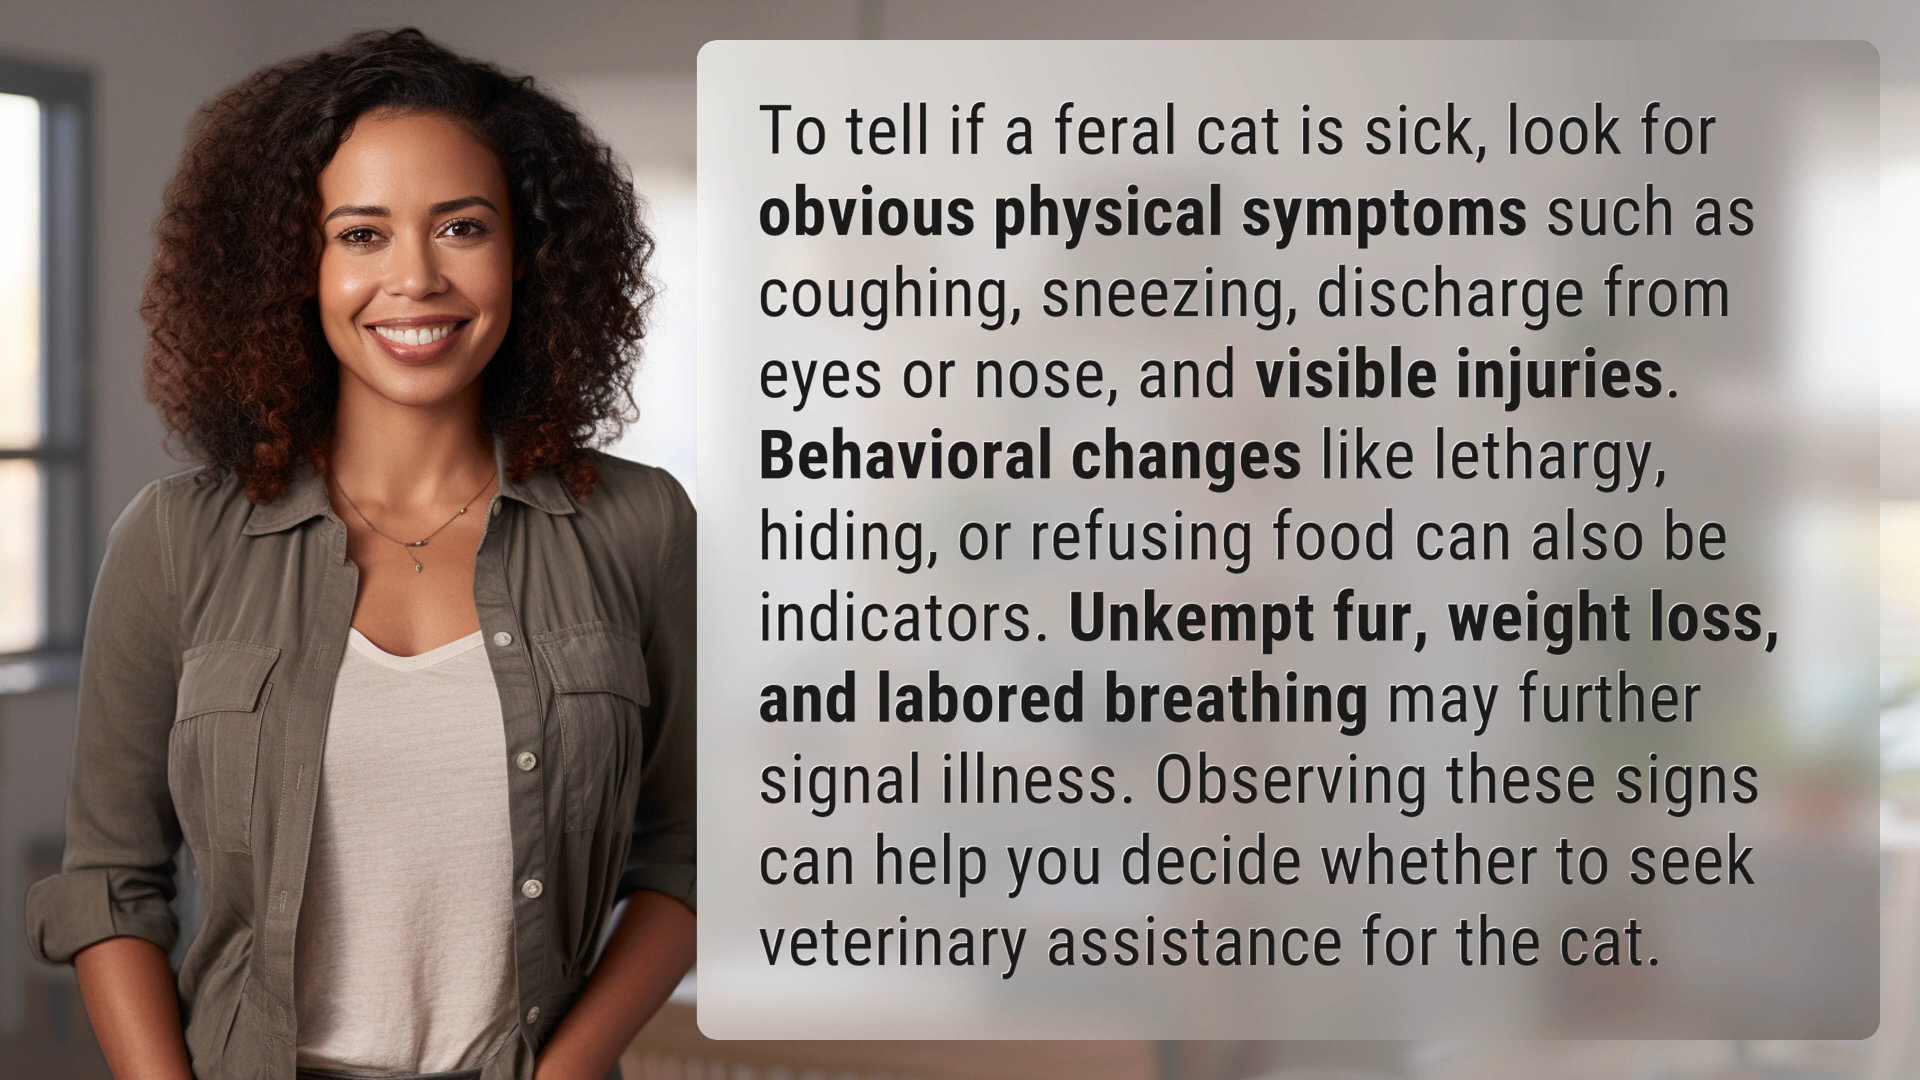 To tell if a feral cat is sick, look for
obvious physical symptoms such as
coughing, sneezing, discharge from
eyes or nose, and visible injuries.
Behavioral changes like lethargy,
hiding, or refusing food can also be
indicators. Unkempt fur, weight loss,
and labored breathing may further
signal illness. Observing these signs
can help you decide whether to seek
veterinary assistance for the cat.